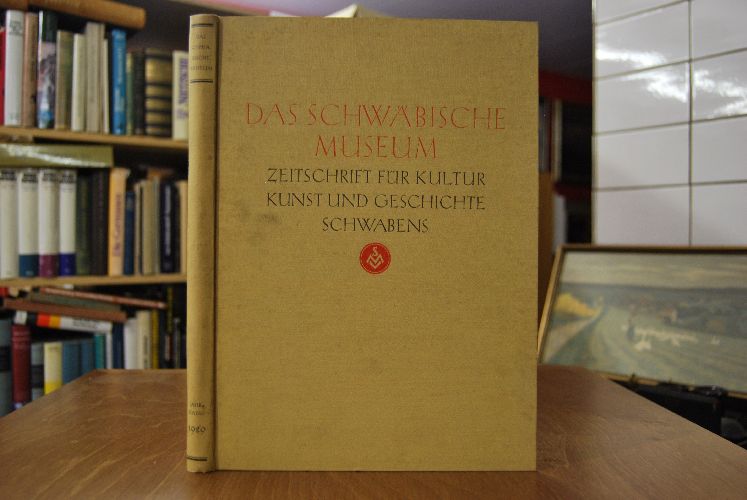 DAS SCHWÄBISCHE
MUSEUM
ZEITSCHRIFT FÜR KULTUR
KUNST UND GESCHICHTE
SCHWABENS